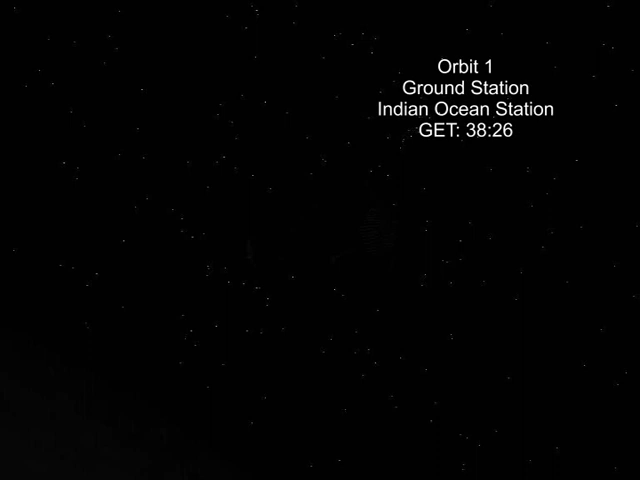 Orbit 1
Ground Station
Indian Ocean Station
GET: 38:26